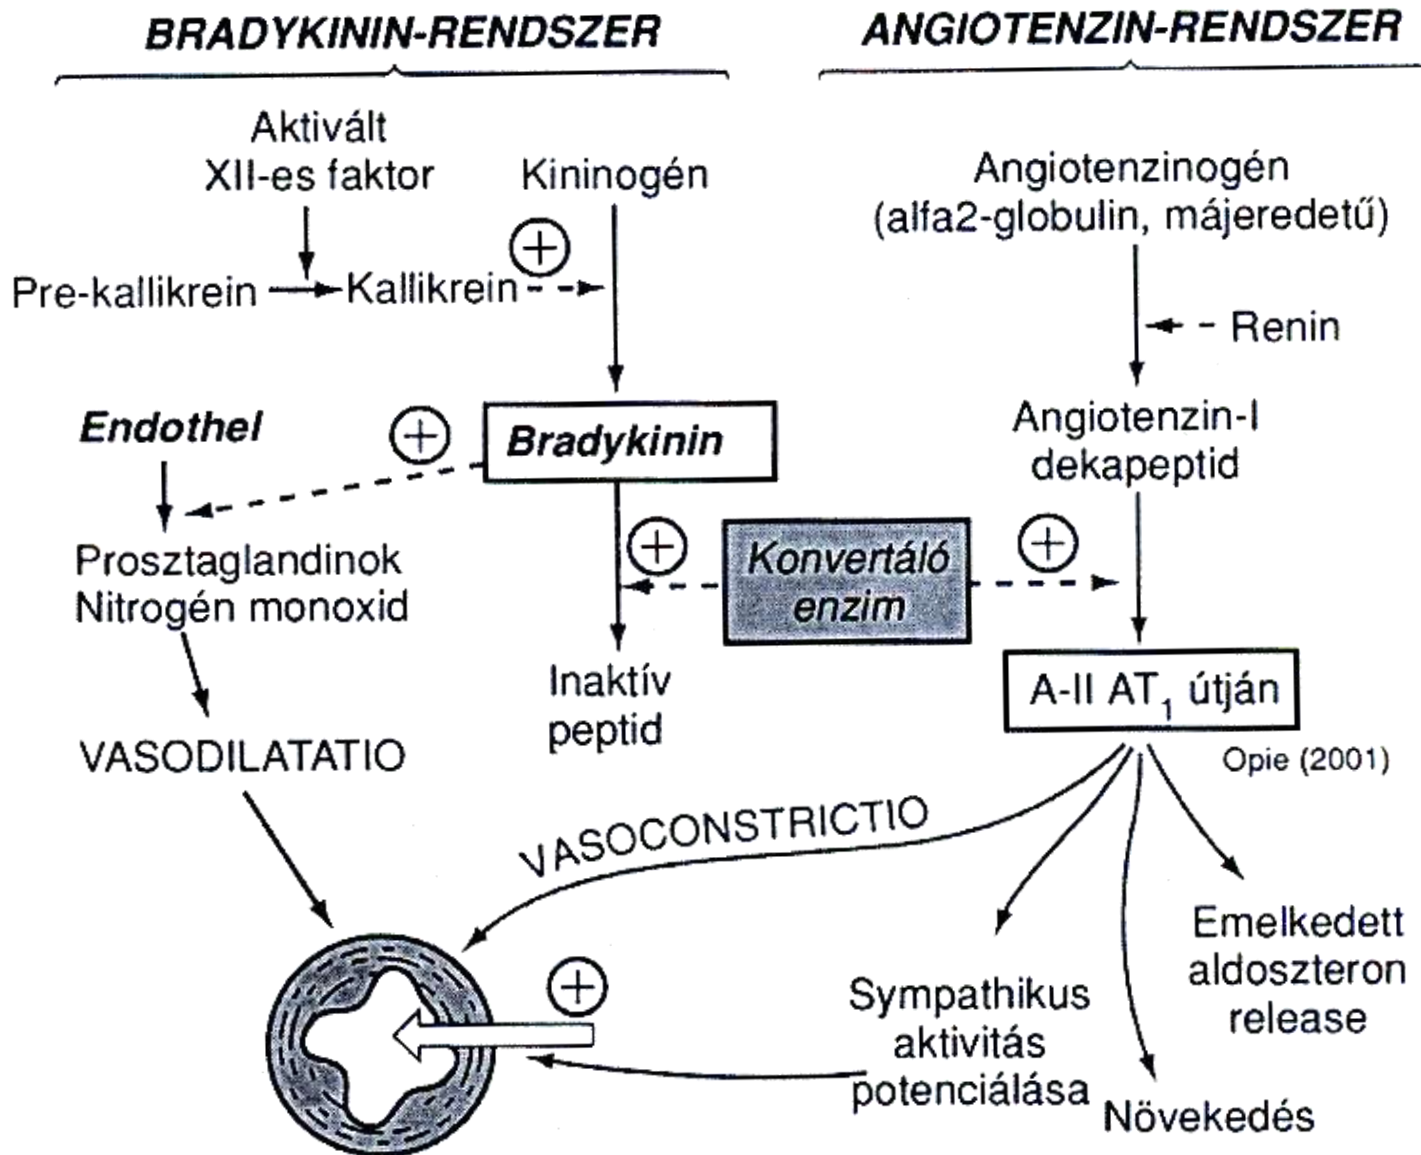 BRADYKININ-RENDSZER
ANGIOTENZIN-RENDSZER
Aktivált
XII-es faktor
Kininogén
Angiotenzinogén
(alfa2-globulin, májeredetű)
+
Pre-kallikrein
Kallikrein
Renin
Endothel
+
Bradykinin
Angiotenzin-I
dekapeptid
Prosztaglandinok
Nitrogén monoxid
+
Konvertáló
enzim
+
Inaktív
peptid
A-II AT1 útján
VASODILATATIO
Opie (2001)
VASOCONSTRICTIO
Emelkedett
aldoszteron
release
+
Sympathikus
aktivitás
potenciálása
Növekedés